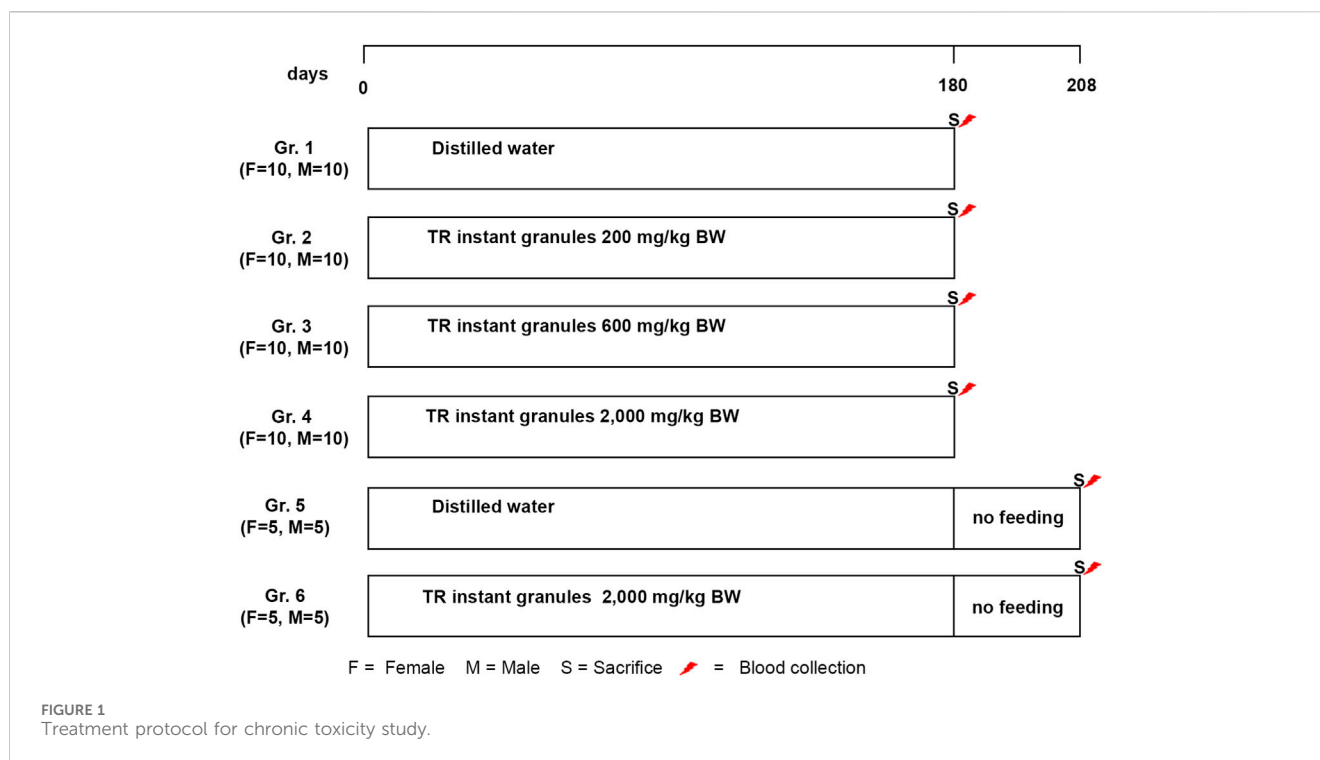 days
0
180
208
S
Gr. 1
(F=10, M=10)
Distilled water
S
Gr. 2
(F=10, M=10)
TR instant granules 200 mg/kg BW
S
Gr. 3
(F=10, M=10)
TR instant granules 600 mg/kg BW
S
Gr. 4
(F=10, M=10)
TR instant granules 2,000 mg/kg BW
S
Gr. 5
(F=5, M=5)
Distilled water
no feeding
S
Gr. 6
(F=5, M=5)
TR instant granules 2,000 mg/kg BW
no feeding
F = Female M = Male S = Sacrifice = Blood collection
FIGURE 1
Treatment protocol for chronic toxicity study.